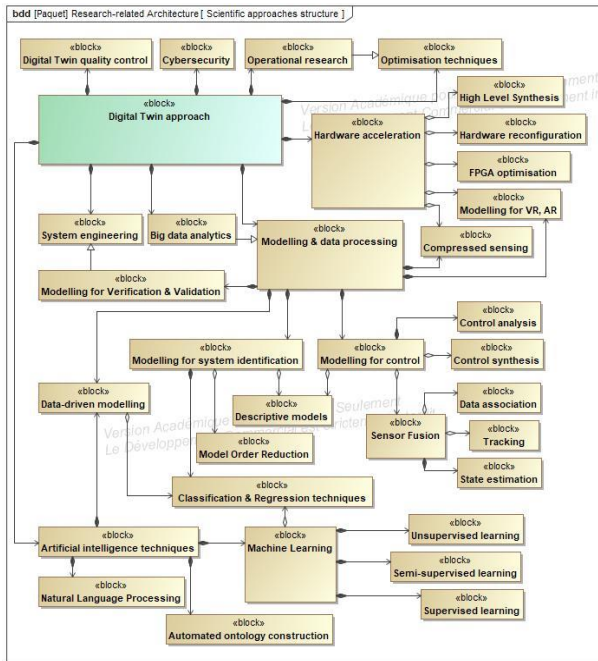 bdd [Paquet] Research-related Architecture [ Scientific approaches structure ]
«block»
Digital Twin quality control
«block»
Cybersecurity
«block»
Operational research
«block»
Optimisation techniques
«block»
Digital Twin approach
«block»
Hardware acceleration
«block»
High Level Synthesis
«block»
Hardware reconfiguration
«block»
FPGA optimisation
«block»
Modelling for VR, AR
«block»
Compressed sensing
«block»
System engineering
«block»
Big data analytics
«block»
Modelling & data processing
«block»
Modelling for Verification & Validation
«block»
Control analysis
«block»
Modelling for system identification
«block»
Modelling for control
«block»
Control synthesis
«block»
Data-driven modelling
«block»
Descriptive models
«block»
Sensor Fusion
«block»
Data association
«block»
Tracking
«block»
State estimation
«block»
Model Order Reduction
«block»
Classification & Regression techniques
«block»
Artificial intelligence techniques
«block»
Machine Learning
«block»
Unsupervised learning
«block»
Semi-supervised learning
«block»
Supervised learning
«block»
Natural Language Processing
«block»
Automated ontology construction
Version Académique
Seulement
Le Développement